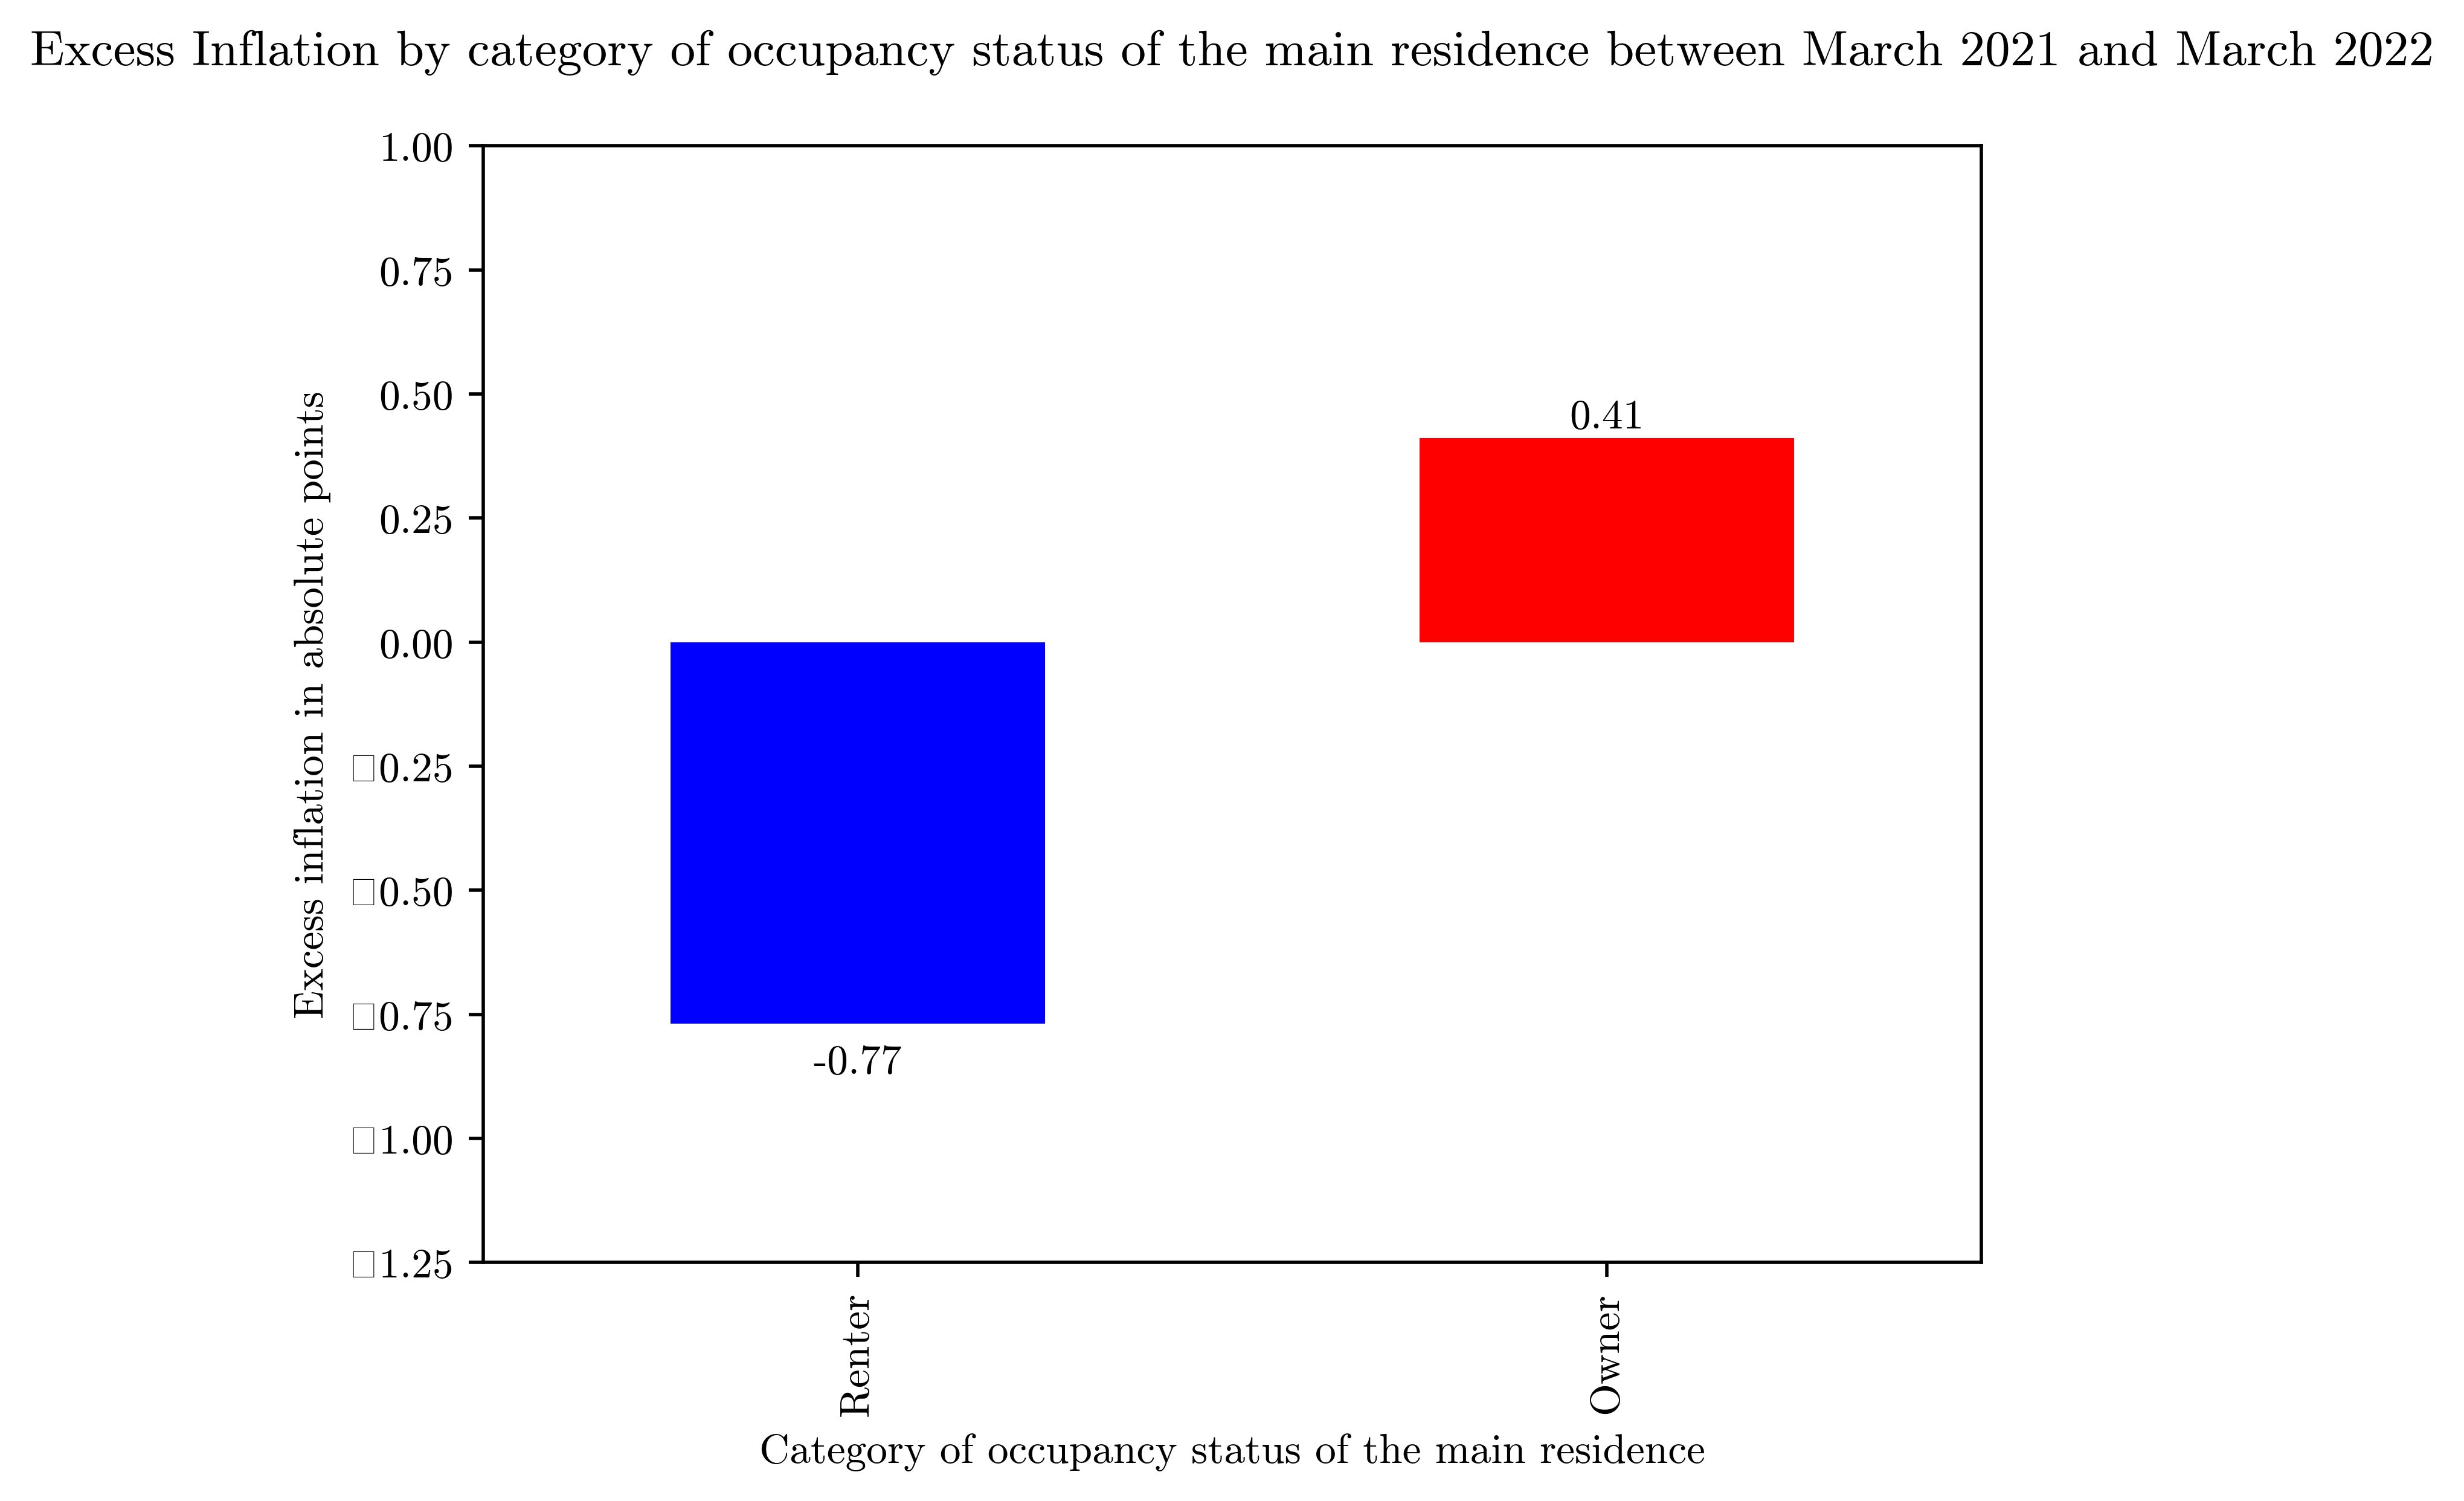 Excess Inflation by category of occupancy status of the main residence between March 2021 and March 2022
Excess inflation in absolute points
1.00
0.75
0.50
0.25
0.00
□0.25
□0.50
□0.75
□1.00
□1.25
0.41
-0.77
Renter
Owner
Category of occupancy status of the main residence